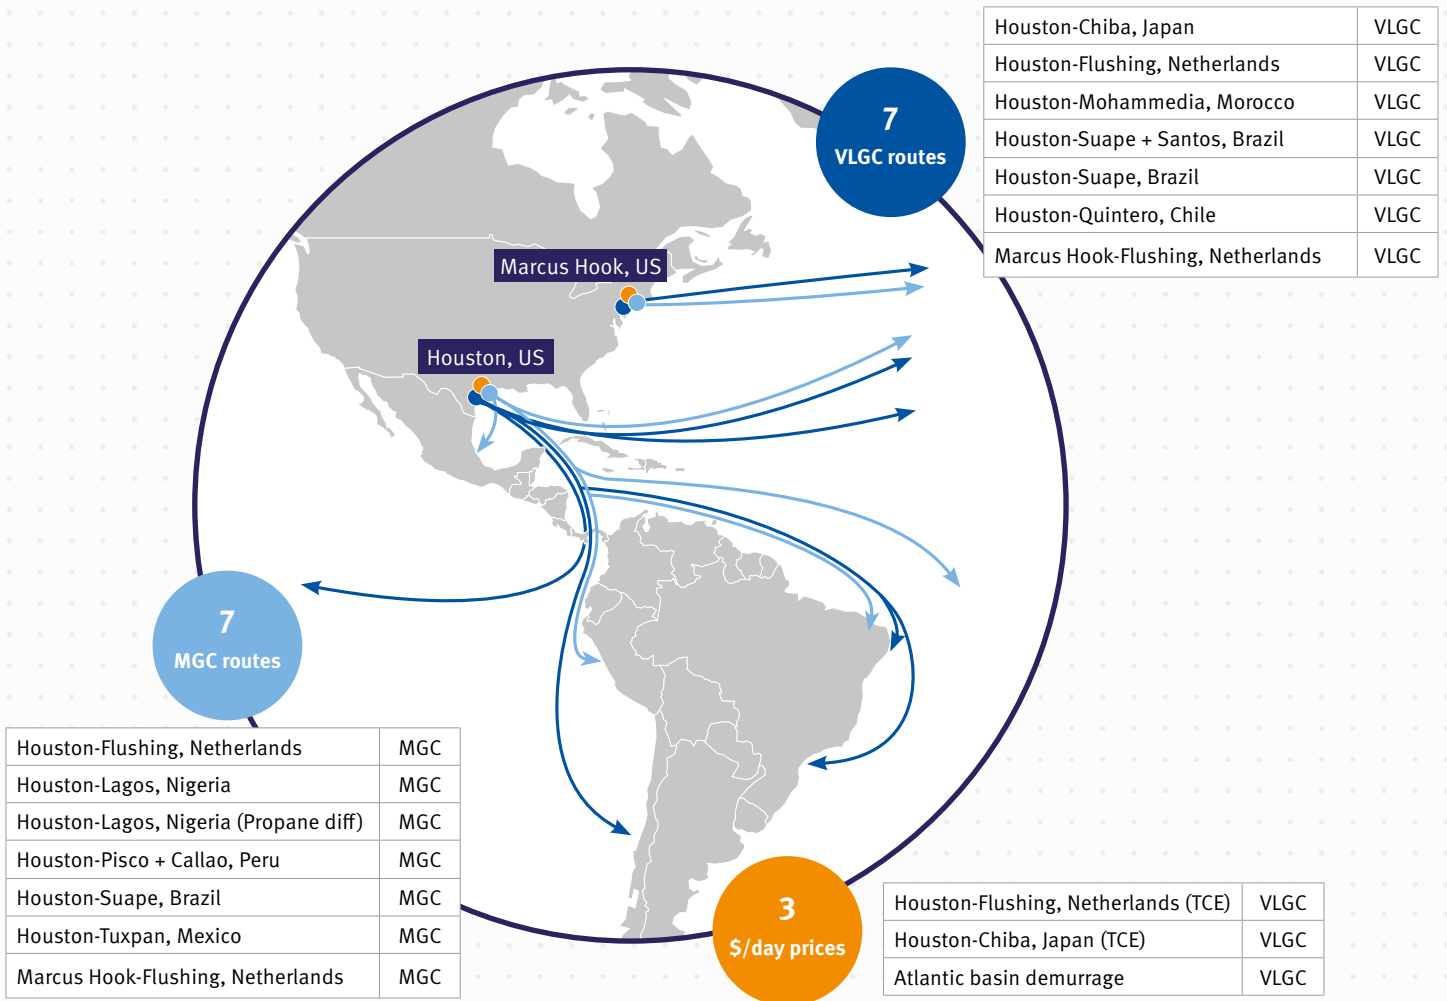 Houston-Chiba, Japan VLGC
Houston-Flushing, Netherlands VLGC
Houston-Mohammedia, Morocco VLGC
Houston-Suape + Santos, Brazil VLGC
Houston-Suape, Brazil VLGC
Houston-Quintero, Chile VLGC
Marcus Hook-Flushing, Netherlands VLGC
7
VLGC routes
Marcus Hook, US
Houston, US
7
MGC routes
Houston-Flushing, Netherlands MGC
Houston-Lagos, Nigeria MGC
Houston-Lagos, Nigeria (Propane diff) MGC
Houston-Pisco + Callao, Peru MGC
Houston-Suape, Brazil MGC
Houston-Tuxpan, Mexico MGC
Marcus Hook-Flushing, Netherlands MGC
3
$/day prices
Houston-Flushing, Netherlands (TCE) VLGC
Houston-Chiba, Japan (TCE) VLGC
Atlantic basin demurrage VLGC